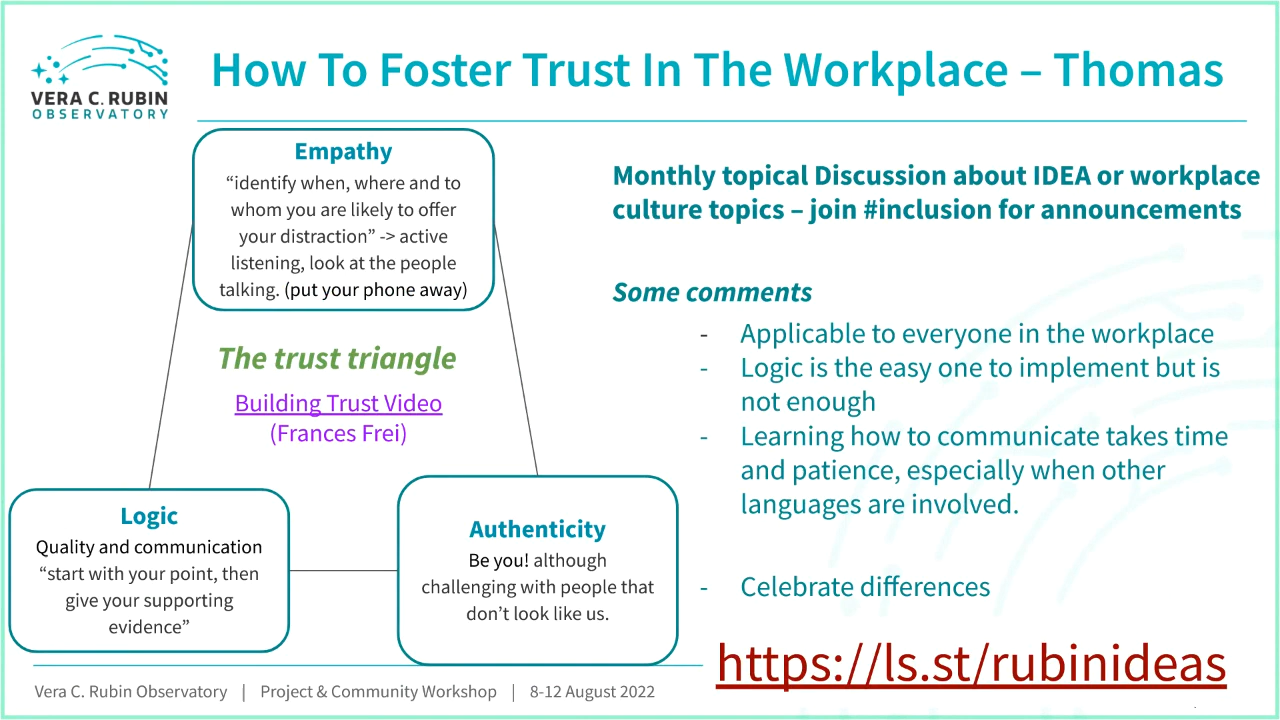 VERA C. RUBIN
OBSERVATORY
How To Foster Trust In The Workplace – Thomas
Empathy
“identify when, where and to
whom you are likely to offer
your distraction” -> active
listening, look at the people
talking. (put your phone away)
The trust triangle
Building Trust Video
(Frances Frei)
Logic
Quality and communication
“start with your point, then
give your supporting
evidence”
Authenticity
Be you! although
challenging with people that
don’t look like us.
Monthly topical Discussion about IDEA or workplace
culture topics – join #inclusion for announcements
Some comments
- Applicable to everyone in the workplace
- Logic is the easy one to implement but is
not enough
- Learning how to communicate takes time
and patience, especially when other
languages are involved.
- Celebrate differences
https://ls.st/rubinideas
Vera C. Rubin Observatory | Project & Community Workshop | 8-12 August 2022